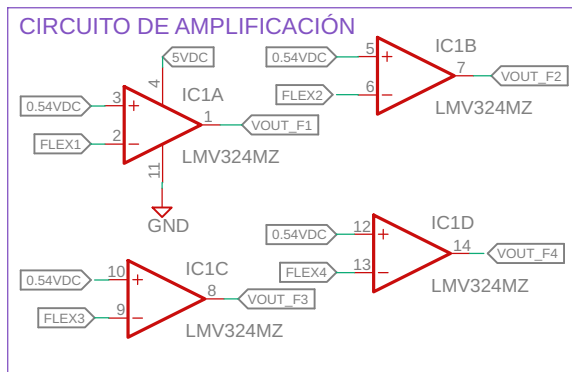 CIRCUITO DE AMPLIFICACIÓN
5VDC
4
IC1A
0.54VDC
3
+
1
VOUT_F1
FLEX1
2
−
LMV324MZ
11
GND
IC1B
0.54VDC
5
+
7
VOUT_F2
FLEX2
6
−
LMV324MZ
IC1C
0.54VDC
10
+
8
VOUT_F3
FLEX3
9
−
LMV324MZ
IC1D
0.54VDC
12
+
14
VOUT_F4
FLEX4
13
−
LMV324MZ